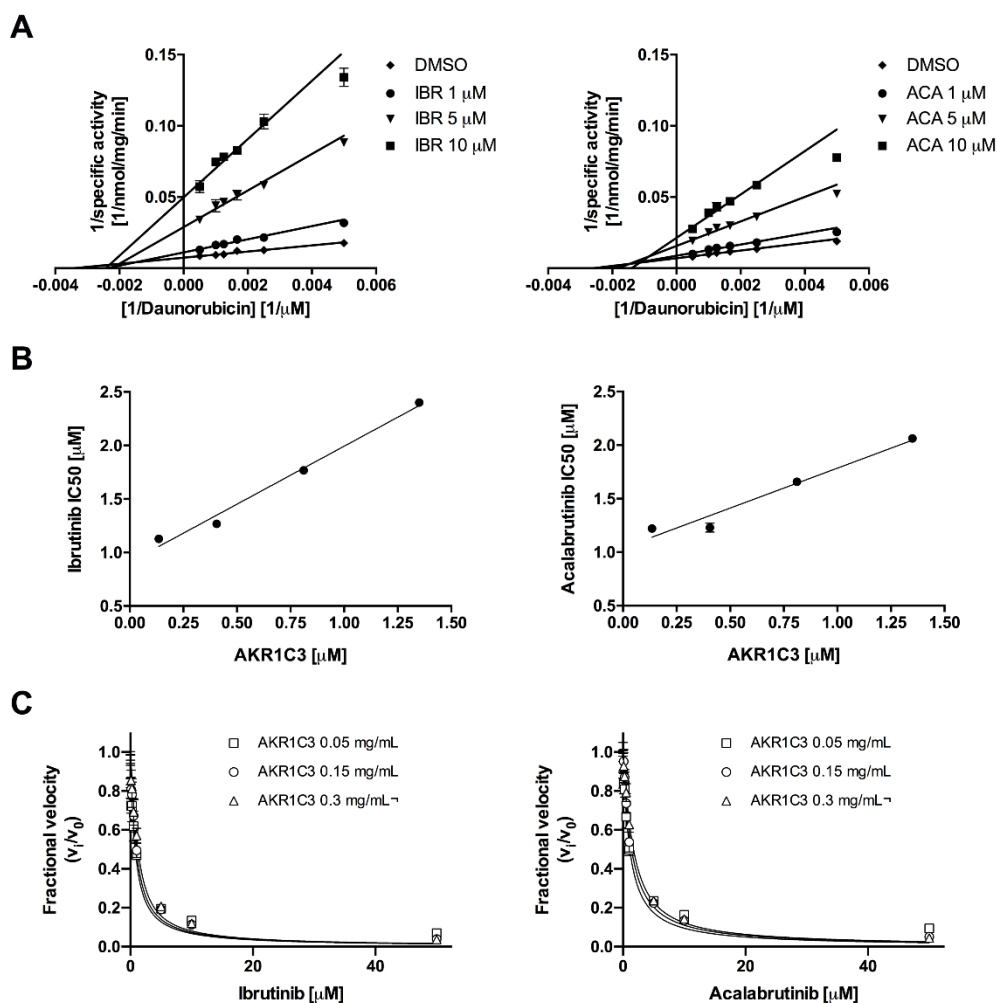 A
1/specific activity
[1/nmol/mg/min]
0.15
0.10
0.05
-0.004
-0.002
0.000
0.002
0.004
0.006
[1/Daunorubicin] [1/μM]
DMSO
IBR 1 μM
IBR 5 μM
IBR 10 μM
1/specific activity
[1/nmol/mg/min]
0.15
0.10
0.05
-0.004
-0.002
0.000
0.002
0.004
0.006
[1/Daunorubicin] [1/μM]
DMSO
ACA 1 μM
ACA 5 μM
ACA 10 μM
B
Ibrutinib IC50 [μM]
2.5
2.0
1.5
1.0
0.5
0.00
0.25
0.50
0.75
1.00
1.25
1.50
AKR1C3 [μM]
Acalabrutinib IC50 [μM]
2.5
2.0
1.5
1.0
0.5
0.00
0.25
0.50
0.75
1.00
1.25
1.50
AKR1C3 [μM]
C
Fractional velocity
(vi/v0)
1.0
0.8
0.6
0.4
0.2
0.0
0
20
40
Ibrutinib [μM]
AKR1C3 0.05 mg/mL
AKR1C3 0.15 mg/mL
AKR1C3 0.3 mg/mL¬
Fractional velocity
(vi/v0)
1.0
0.8
0.6
0.4
0.2
0.0
0
20
40
Acalabrutinib [μM]
AKR1C3 0.05 mg/mL
AKR1C3 0.15 mg/mL
AKR1C3 0.3 mg/mL¬